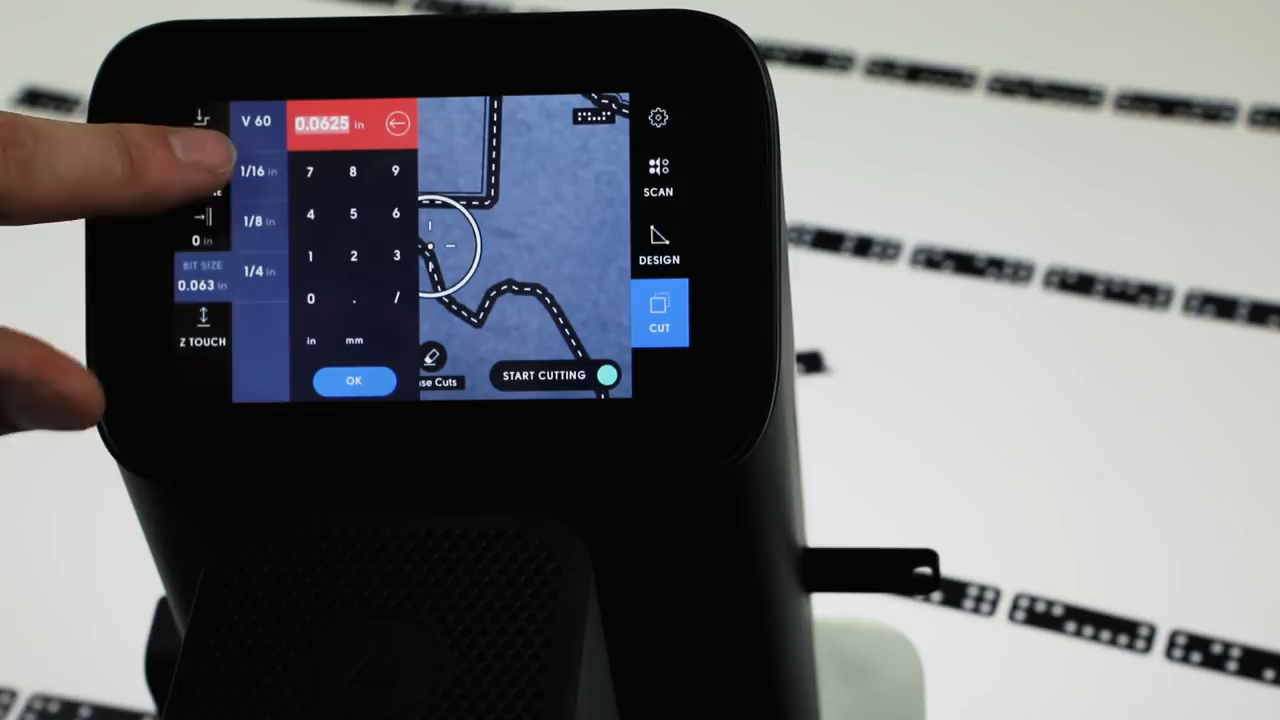 V 60
0.0625 in
1/16 in
7 8 9
SCAN
1/8 in
4 5 6
0 in
BIT SIZE
0.063 in
1/4 in
1 2 3
DESIGN
0 . /
Z TOUCH
in mm
CUT
OK
se Cuts
START CUTTING